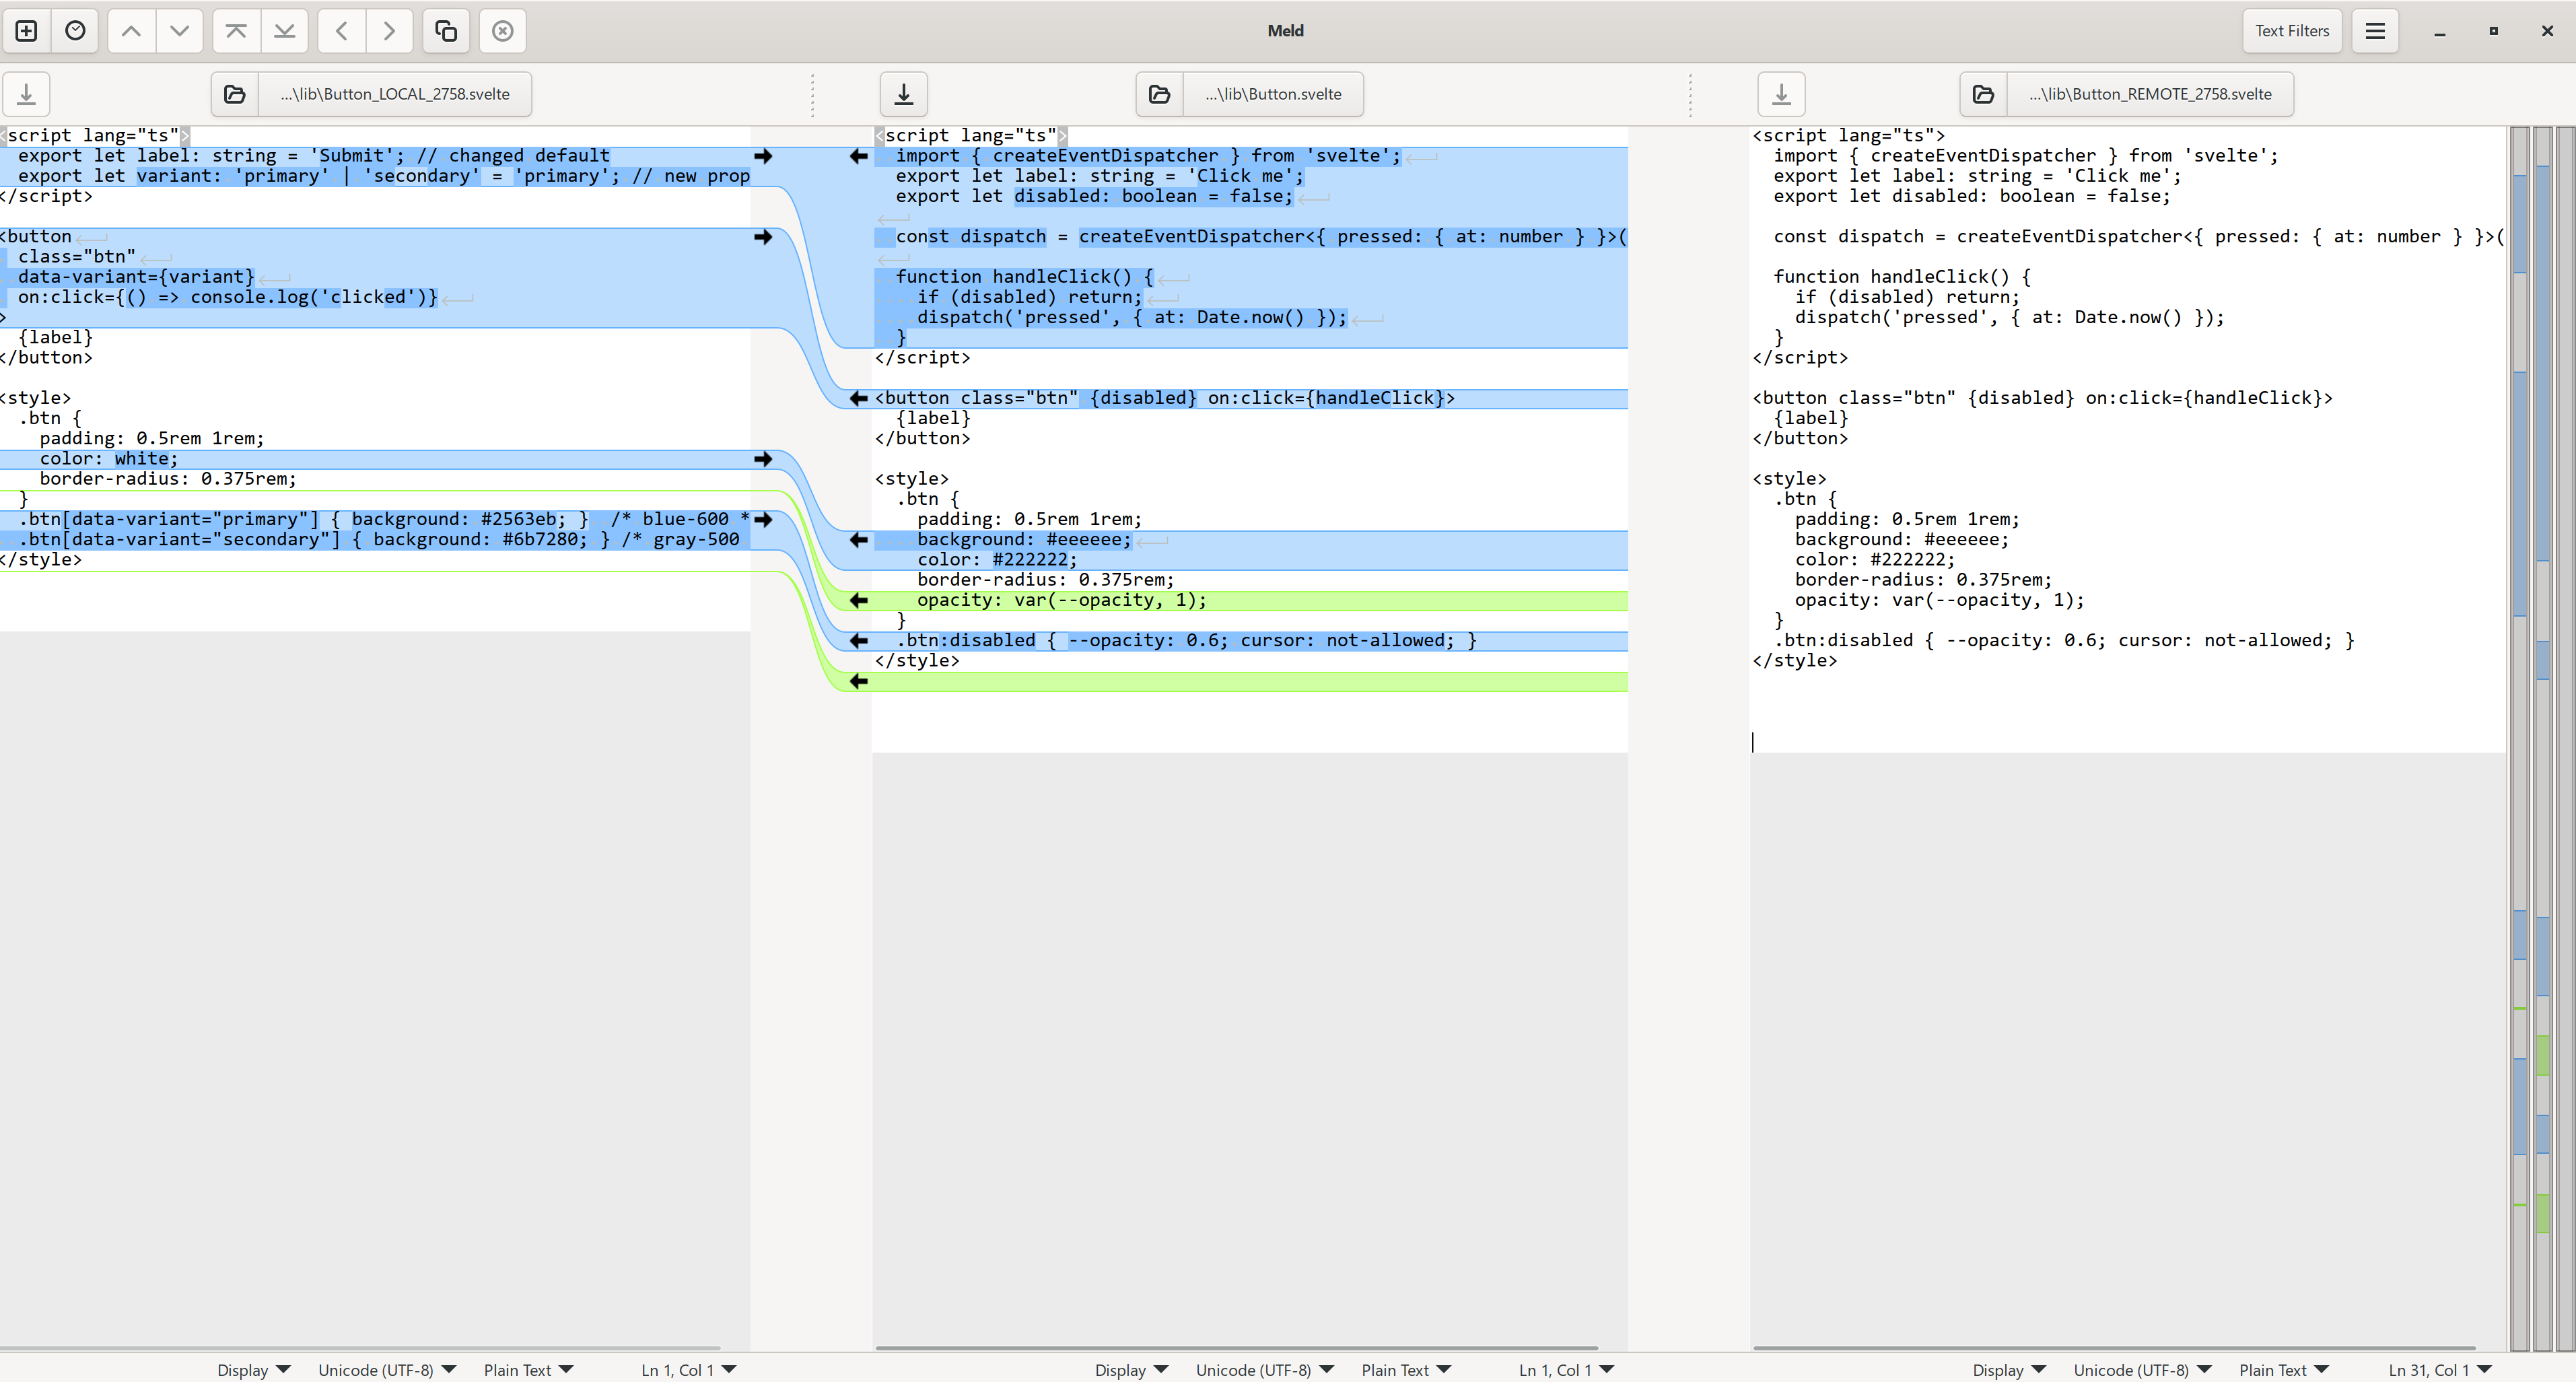 Meld
Text Filters
...\lib\Button_LOCAL_2758.svelte
...\lib\Button.svelte
...\lib\Button_REMOTE_2758.svelte
<script lang="ts">
  export let label: string = 'Submit'; // changed default
  export let variant: 'primary' | 'secondary' = 'primary'; // new prop
</script>

<button
  class="btn"
  data-variant={variant}
  on:click={() => console.log('clicked')}
>
  {label}
</button>

<style>
  .btn {
    padding: 0.5rem 1rem;
    color: white;
    border-radius: 0.375rem;
  }
  .btn[data-variant="primary"] { background: #2563eb; }  /* blue-600 *
  .btn[data-variant="secondary"] { background: #6b7280; } /* gray-500
</style>
<script lang="ts">
  import { createEventDispatcher } from 'svelte';
  export let label: string = 'Click me';
  export let disabled: boolean = false;

  const dispatch = createEventDispatcher<{ pressed: { at: number } }>(

  function handleClick() {
    if (disabled) return;
    dispatch('pressed', { at: Date.now() });
  }
</script>

<button class="btn" {disabled} on:click={handleClick}>
  {label}
</button>

<style>
  .btn {
    padding: 0.5rem 1rem;
    background: #eeeeee;
    color: #222222;
    border-radius: 0.375rem;
    opacity: var(--opacity, 1);
  }
  .btn:disabled { --opacity: 0.6; cursor: not-allowed; }
</style>
<script lang="ts">
  import { createEventDispatcher } from 'svelte';
  export let label: string = 'Click me';
  export let disabled: boolean = false;

  const dispatch = createEventDispatcher<{ pressed: { at: number } }>(

  function handleClick() {
    if (disabled) return;
    dispatch('pressed', { at: Date.now() });
  }
</script>

<button class="btn" {disabled} on:click={handleClick}>
  {label}
</button>

<style>
  .btn {
    padding: 0.5rem 1rem;
    background: #eeeeee;
    color: #222222;
    border-radius: 0.375rem;
    opacity: var(--opacity, 1);
  }
  .btn:disabled { --opacity: 0.6; cursor: not-allowed; }
</style>
Display Unicode (UTF-8) Plain Text Ln 1, Col 1
Display Unicode (UTF-8) Plain Text Ln 1, Col 1
Display Unicode (UTF-8) Plain Text Ln 31, Col 1